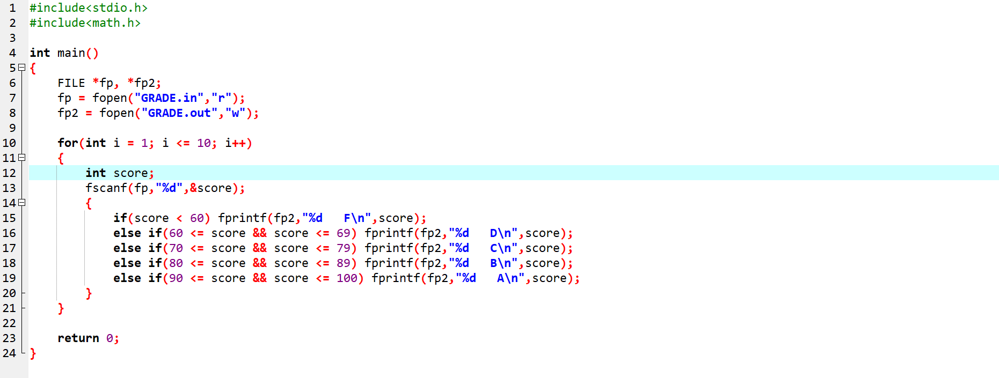 1 #include<stdio.h>
2 #include<math.h>
3
4 int main()
5 {
6     FILE *fp, *fp2;
7     fp = fopen("GRADE.in","r");
8     fp2 = fopen("GRADE.out","w");
9
10     for(int i = 1; i <= 10; i++)
11     {
12         int score;
13         fscanf(fp,"%d",&score);
14         {
15             if(score < 60) fprintf(fp2,"%d   F\n",score);
16             else if(60 <= score && score <= 69) fprintf(fp2,"%d   D\n",score);
17             else if(70 <= score && score <= 79) fprintf(fp2,"%d   C\n",score);
18             else if(80 <= score && score <= 89) fprintf(fp2,"%d   B\n",score);
19             else if(90 <= score && score <= 100) fprintf(fp2,"%d   A\n",score);
20         }
21     }
22
23     return 0;
24 }